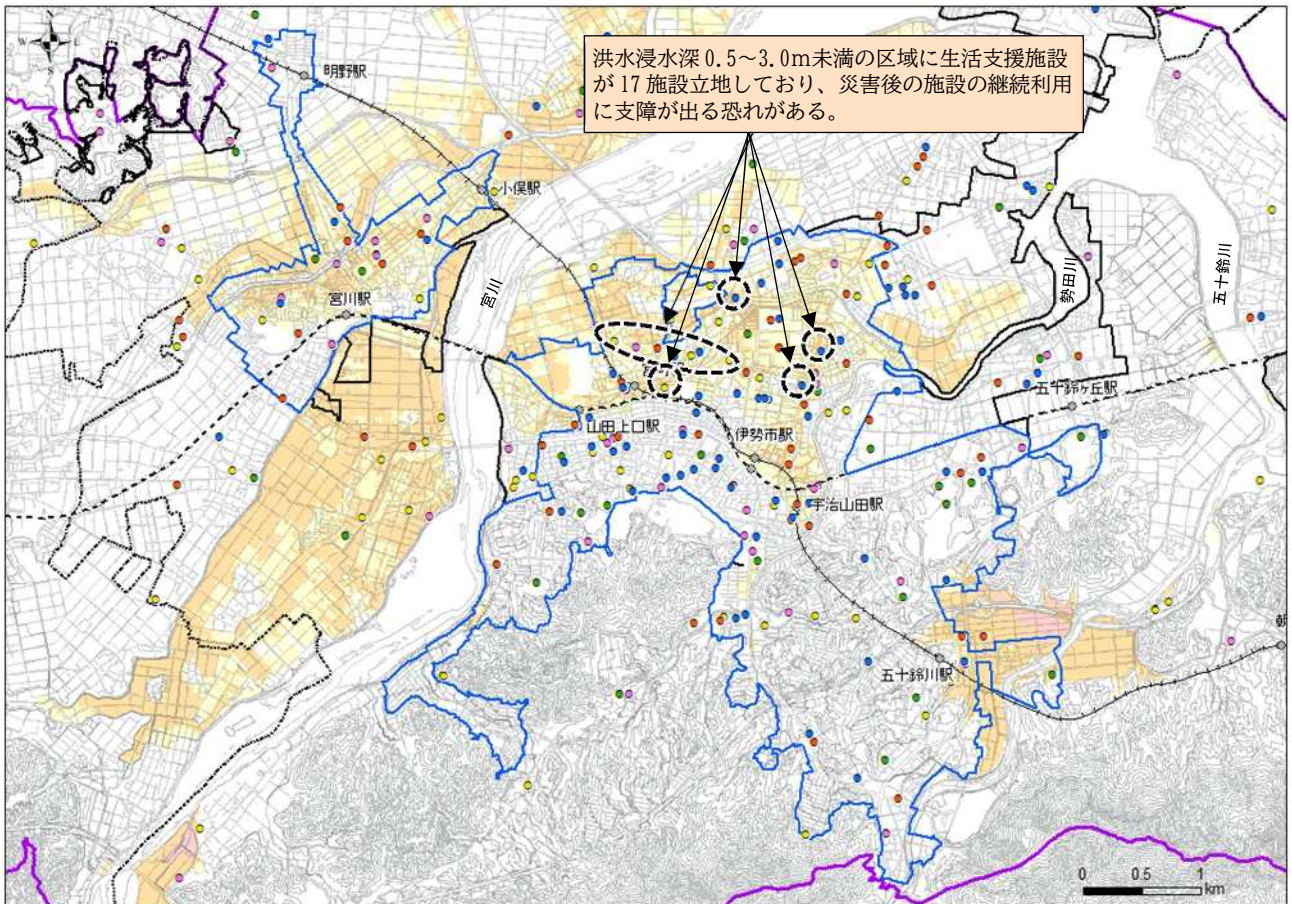 洪水浸水深0.5～3.0m未満の区域に生活支援施設
が17施設立地しており、災害後の施設の継続利用
に支障が出る恐れがある。
N
W
S
明野駅
小俣駅
宮川
勢田川
五十鈴川
宮川駅
五十鈴ヶ丘駅
山田上口駅
伊勢市駅
宇治山田駅
五十鈴川駅
朝
0 0.5 1
km